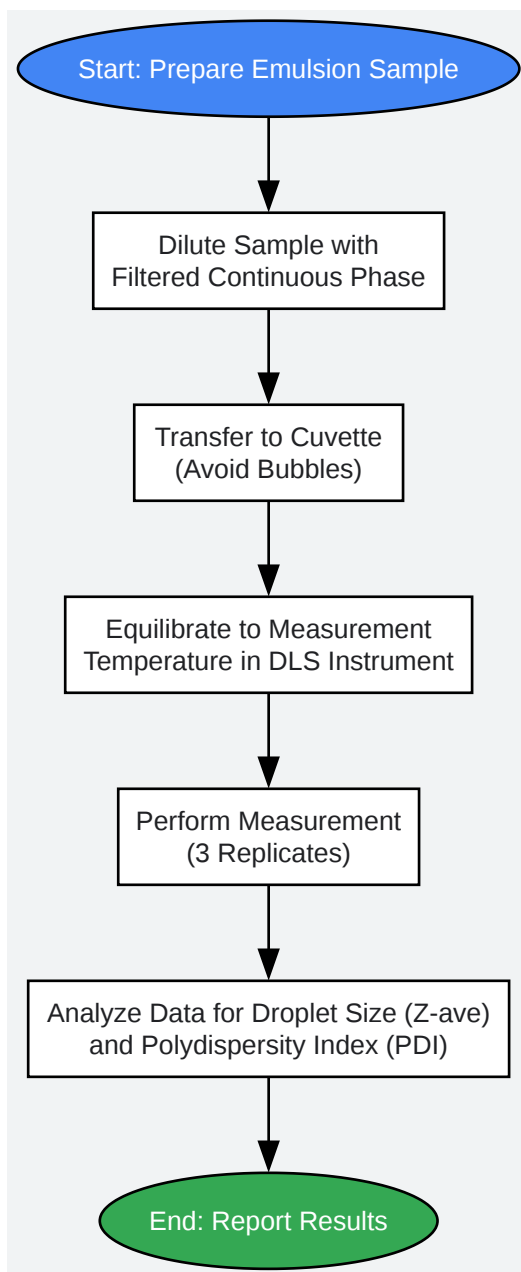 Start: Prepare Emulsion Sample
Dilute Sample with
Filtered Continuous Phase
Transfer to Cuvette
(Avoid Bubbles)
Equilibrate to Measurement
Temperature in DLS Instrument
Perform Measurement
(3 Replicates)
Analyze Data for Droplet Size (Z-ave)
and Polydispersity Index (PDI)
End: Report Results